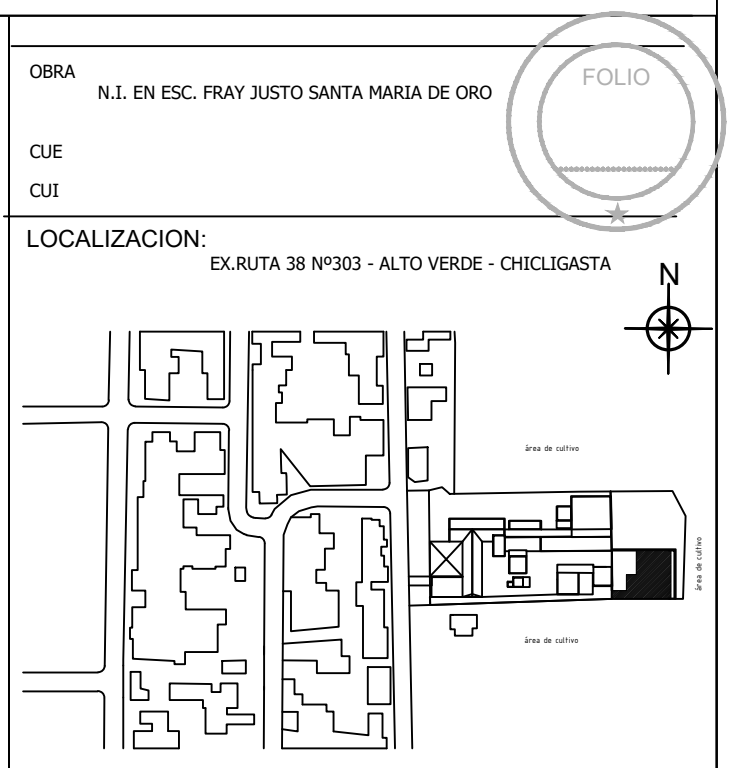 OBRA
N.I. EN ESC. FRAY JUSTO SANTA MARIA DE ORO
FOLIO
CUE
CUI
LOCALIZACION:
EX.RUTA 38 Nº303 - ALTO VERDE - CHICLIGASTA
N
área de cultivo
área de cultivo
área de cultivo